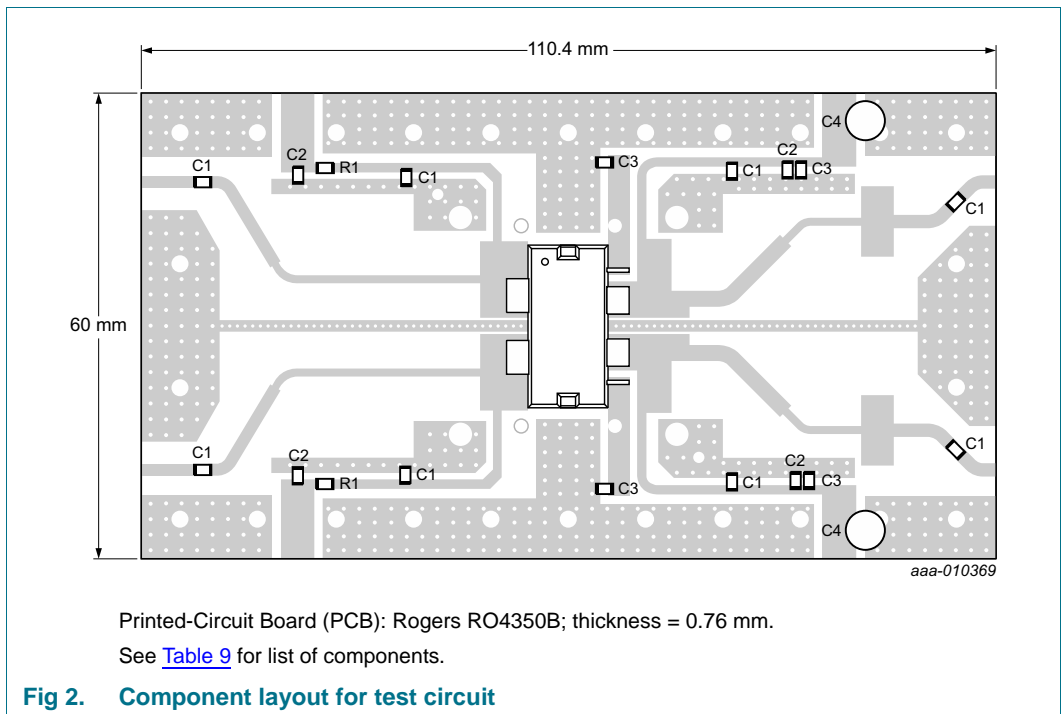 110.4 mm
C4
C2
C2
C1
R1
C1
C3
C1
C3
C1
60 mm
C1
C2
R1
C1
C3
C1
C2
C3
C1
C4
aaa-010369
Printed-Circuit Board (PCB): Rogers RO4350B; thickness = 0.76 mm.
See Table 9 for list of components.
Fig 2. Component layout for test circuit